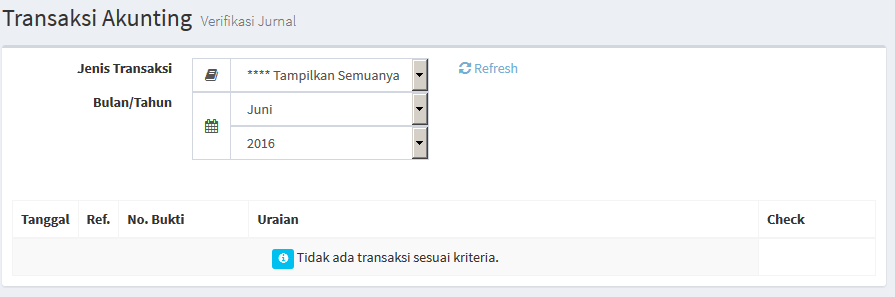 Transaksi Akunting Verifikasi Jurnal
Jenis Transaksi **** Tampilkan Semuanya Refresh
Bulan/Tahun Juni
2016
Tanggal Ref. No. Bukti Uraian Check
Tidak ada transaksi sesuai kriteria.